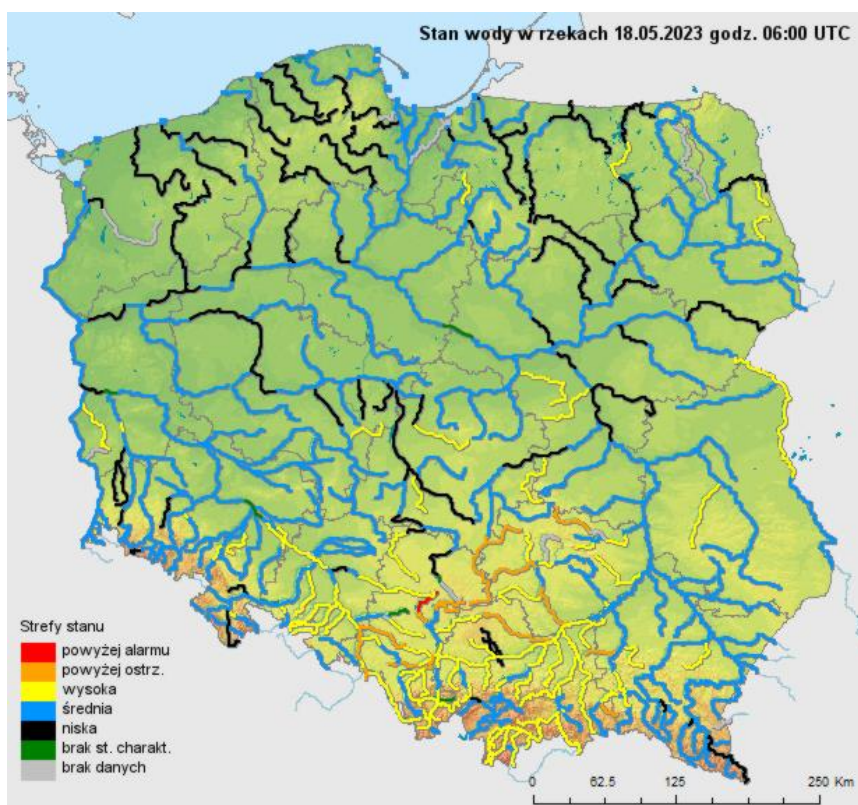 Stan wody w rzekach 18.05.2023 godz. 06:00 UTC
Strefy stanu
powyżej alarmu
powyżej ostrz.
wysoka
średnia
niska
brak st. charakt.
brak danych
0 62.5 125 250 Km